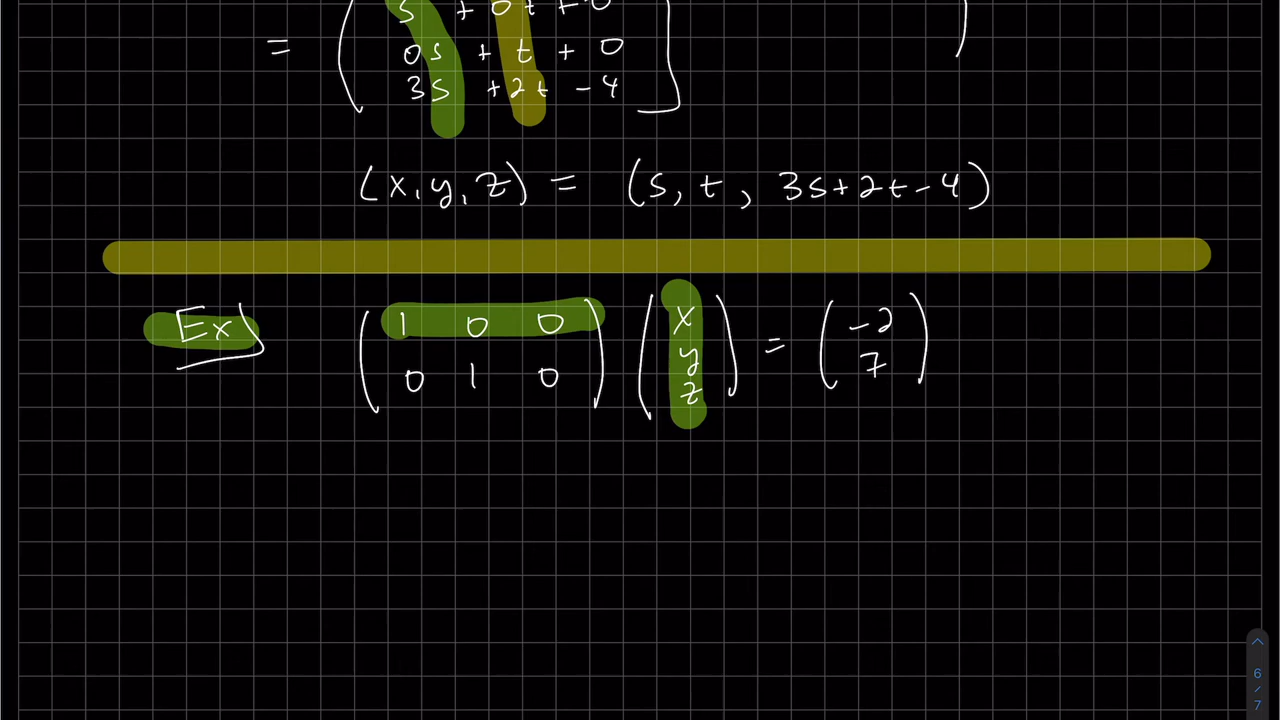 s + 0t + 0
= 0s + t + 0
3s + 2t - 4
(x, y, z) = (s, t, 3s+2t-4)
Ex) ( 1 0 0 ) ( x ) = ( -2 )
0 1 0 y 7
z
6
/
7